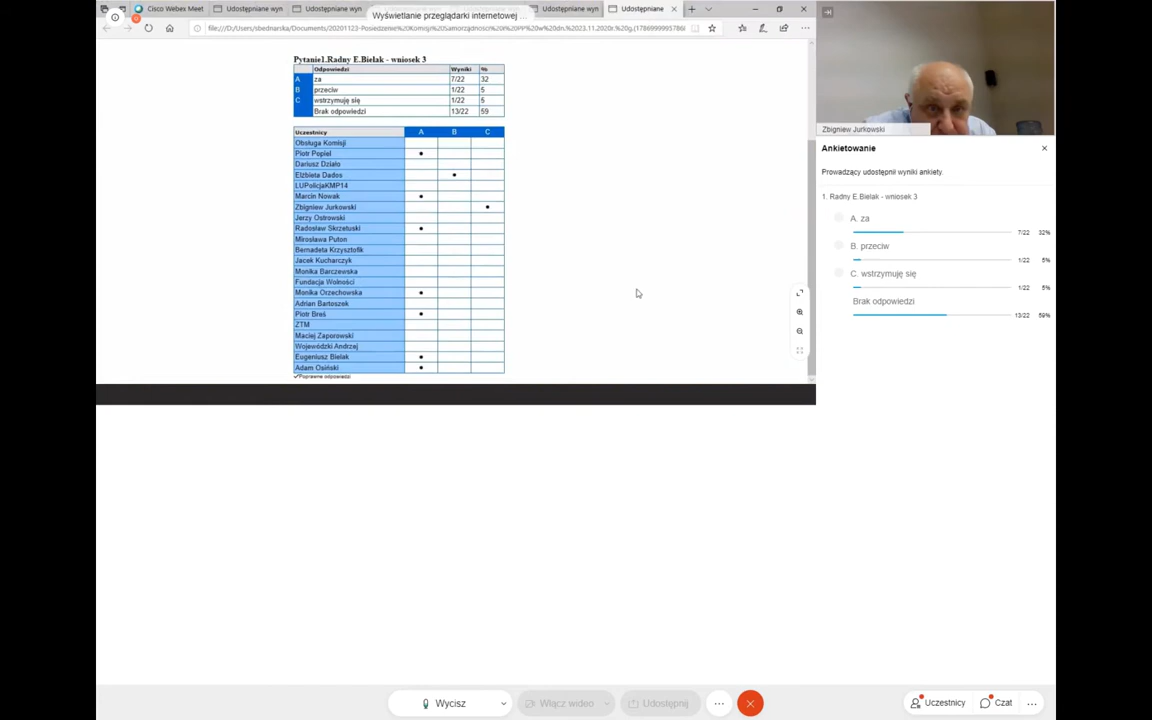 Cisco Webex Meet
Udostępniane wyn
Udostępniane wyn
Wyświetlanie przeglądarki internetowej ...
Udostępniane wyn
Udostępniane
Pytanie1.Radny E.Bielak - wniosek 3
Odpowiedzi Wyniki %
A za 7/22 32
B przeciw 1/22 5
C wstrzymuję się 1/22 5
Brak odpowiedzi 13/22 59
Uczestnicy A B C
Obsługa Komisji
Piotr Popiel
Dariusz Działo
Elżbieta Dados
LUPolicjaKMP14
Marcin Nowak
Zbigniew Jurkowski
Jerzy Ostrowski
Radosław Skrzetuski
Mirosława Puton
Bernadeta Krzysztofik
Jacek Kucharczyk
Monika Barczewska
Fundacja Wolności
Monika Orzechowska
Adrian Bartoszek
Piotr Breś
ZTM
Maciej Zaporowski
Wojewódzki Andrzej
Eugeniusz Bielak
Adam Osiński
✓Poprawne odpowiedzi
Zbigniew Jurkowski
Ankietowanie
Prowadzący udostępnił wyniki ankiety.
1. Radny E.Bielak - wniosek 3
A. za
7/22 32%
B. przeciw
1/22 5%
C. wstrzymuję się
1/22 5%
Brak odpowiedzi
13/22 59%
Wycisz
Włącz wideo
Udostępnij
Uczestnicy
Czat